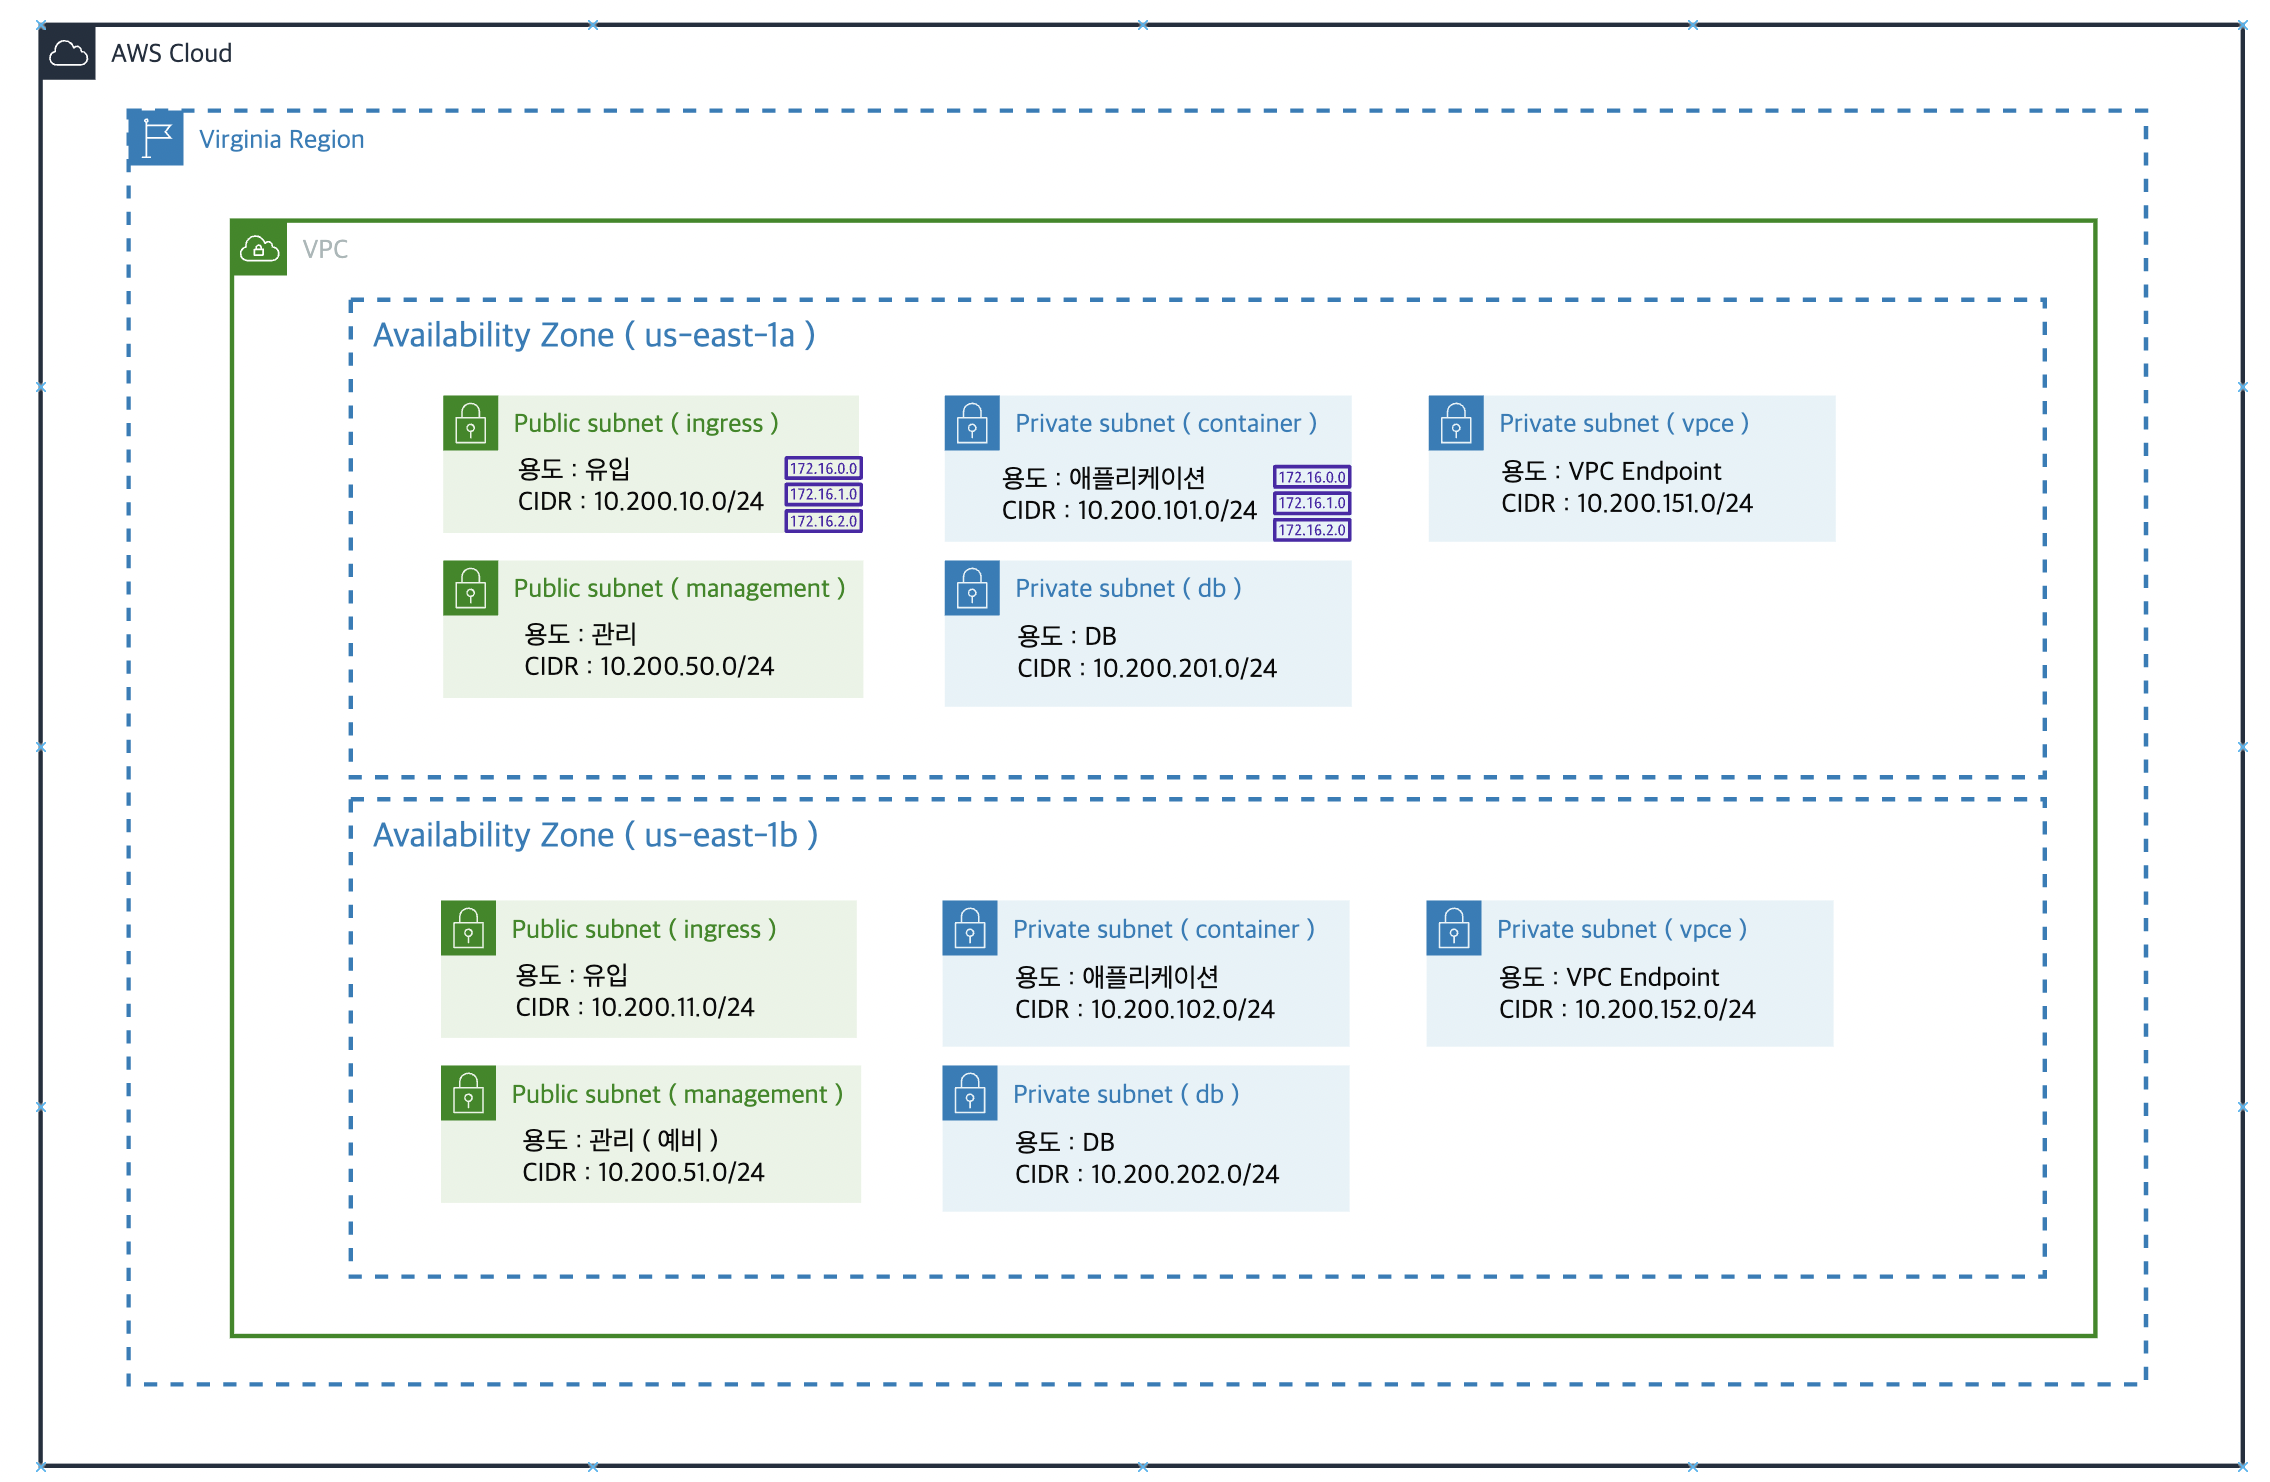 AWS Cloud
Virginia Region
VPC
Availability Zone ( us-east-1a )
Public subnet ( ingress )
용도 : 유입
CIDR : 10.200.10.0/24
172.16.0.0
172.16.1.0
172.16.2.0
Private subnet ( container )
용도 : 애플리케이션
CIDR : 10.200.101.0/24
172.16.0.0
172.16.1.0
172.16.2.0
Private subnet ( vpce )
용도 : VPC Endpoint
CIDR : 10.200.151.0/24
Public subnet ( management )
용도 : 관리
CIDR : 10.200.50.0/24
Private subnet ( db )
용도 : DB
CIDR : 10.200.201.0/24
Availability Zone ( us-east-1b )
Public subnet ( ingress )
용도 : 유입
CIDR : 10.200.11.0/24
Private subnet ( container )
용도 : 애플리케이션
CIDR : 10.200.102.0/24
Private subnet ( vpce )
용도 : VPC Endpoint
CIDR : 10.200.152.0/24
Public subnet ( management )
용도 : 관리 ( 예비 )
CIDR : 10.200.51.0/24
Private subnet ( db )
용도 : DB
CIDR : 10.200.202.0/24